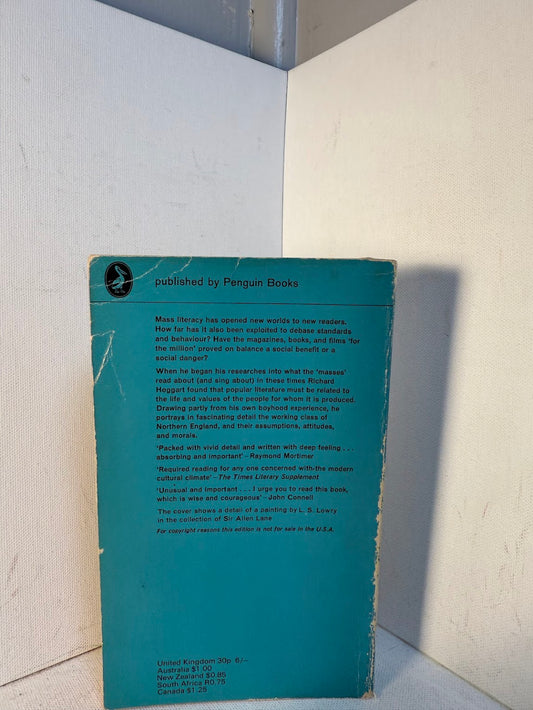 published by Penguin Books
Mass literacy has opened new worlds to new readers.
How far has it also been exploited to debase standards
and behaviour? Have the magazines, books, and films 'for
the million' proved on balance a social benefit or a
social danger?
When he began his researches into what the 'masses'
read about (and sing about) in these times Richard
Hoggart found that popular literature must be related to
the life and values of the people for whom it is produced.
Drawing partly from his own boyhood experience, he
portrays in fascinating detail the working class of
Northern England, and their assumptions, attitudes,
and morals.
'Packed with vivid detail and written with deep feeling . . .
absorbing and important' – Raymond Mortimer
'Required reading for any one concerned with the modern
cultural climate' – The Times Literary Supplement
'Unusual and important . . . I urge you to read this book,
which is wise and courageous' – John Connell
The cover shows a detail of a painting by L. S. Lowry
in the collection of Sir Allen Lane
For copyright reasons this edition is not for sale in the U.S.A.
United Kingdom 30p 6/-
Australia $1.00
New Zealand $0.85
South Africa R0.75
Canada $1.25